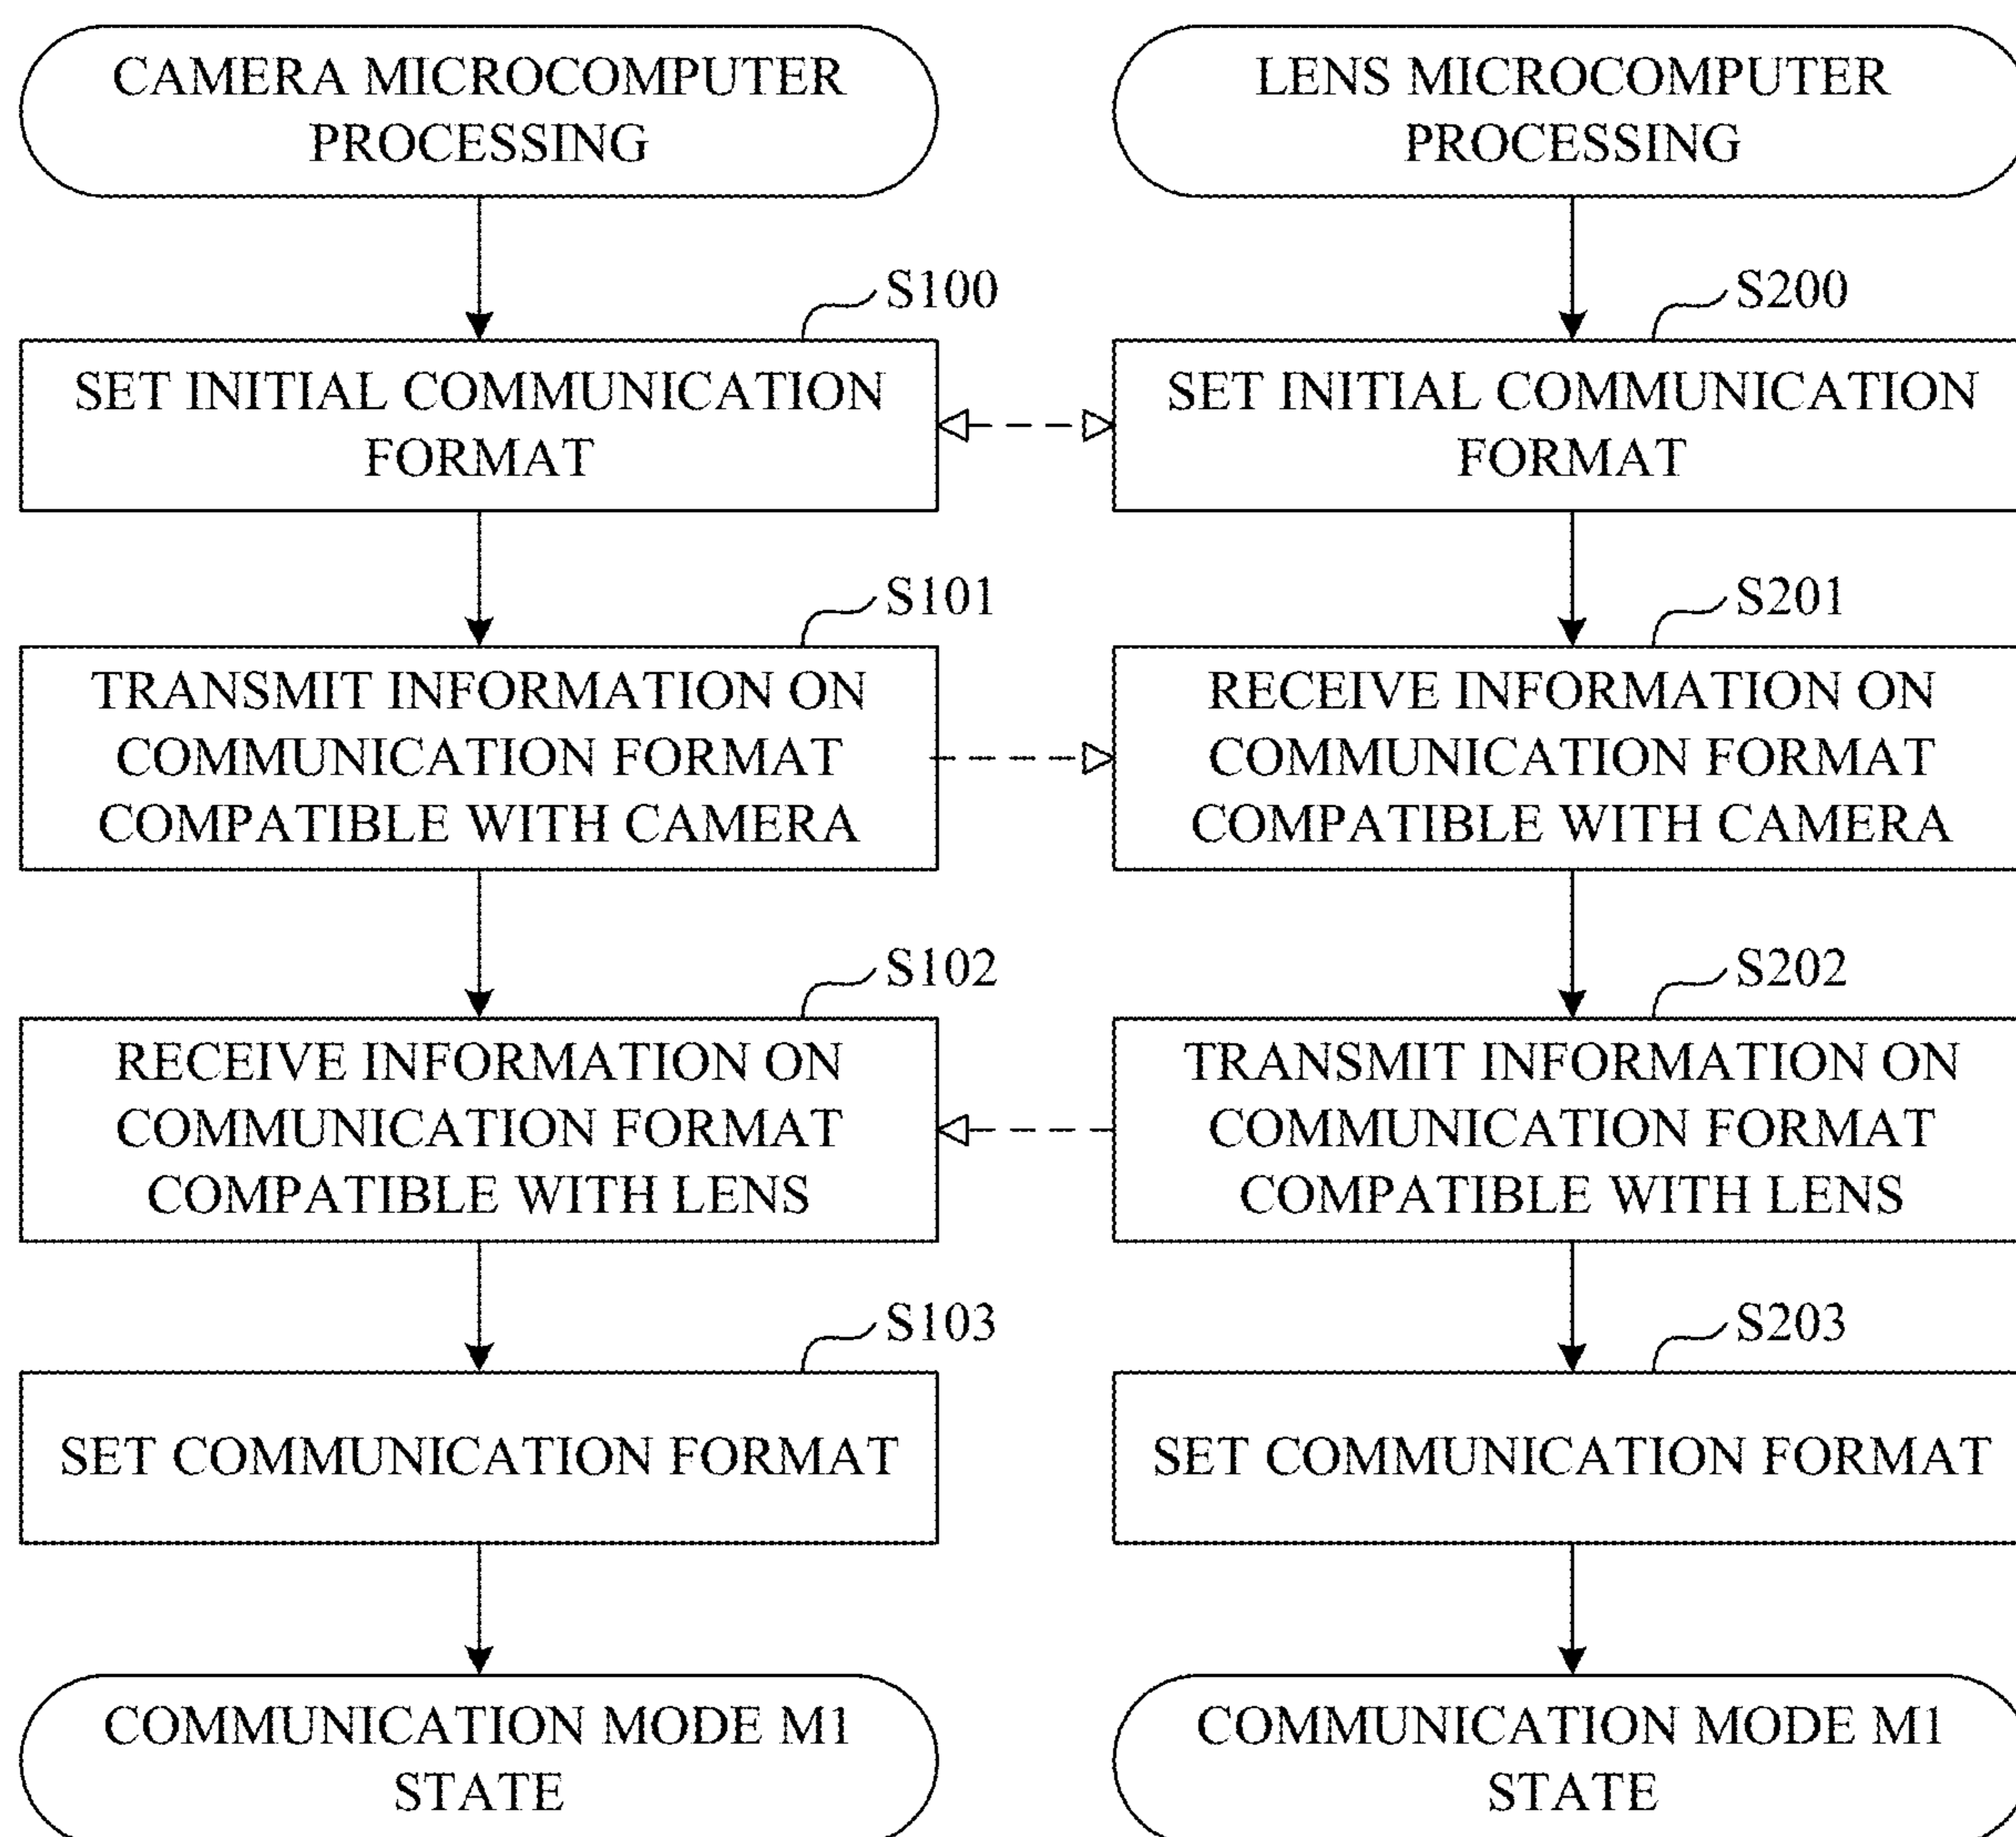 CAMERA MICROCOMPUTER
PROCESSING
LENS MICROCOMPUTER
PROCESSING
S100
SET INITIAL COMMUNICATION
FORMAT
S200
SET INITIAL COMMUNICATION
FORMAT
S101
TRANSMIT INFORMATION ON
COMMUNICATION FORMAT
COMPATIBLE WITH CAMERA
S201
RECEIVE INFORMATION ON
COMMUNICATION FORMAT
COMPATIBLE WITH CAMERA
S102
RECEIVE INFORMATION ON
COMMUNICATION FORMAT
COMPATIBLE WITH LENS
S202
TRANSMIT INFORMATION ON
COMMUNICATION FORMAT
COMPATIBLE WITH LENS
S103
SET COMMUNICATION FORMAT
S203
SET COMMUNICATION FORMAT
COMMUNICATION MODE M1
STATE
COMMUNICATION MODE M1
STATE